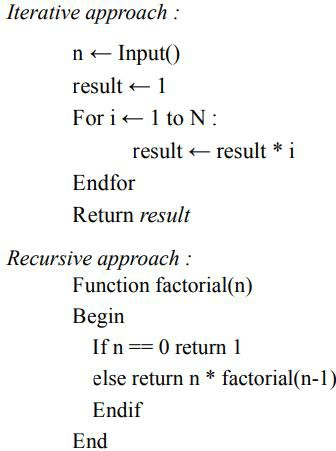 Iterative approach :
n ← Input()
result ← 1
For i ← 1 to N :
result ← result * i
Endfor
Return result
Recursive approach :
Function factorial(n)
Begin
If n == 0 return 1
else return n * factorial(n-1)
Endif
End